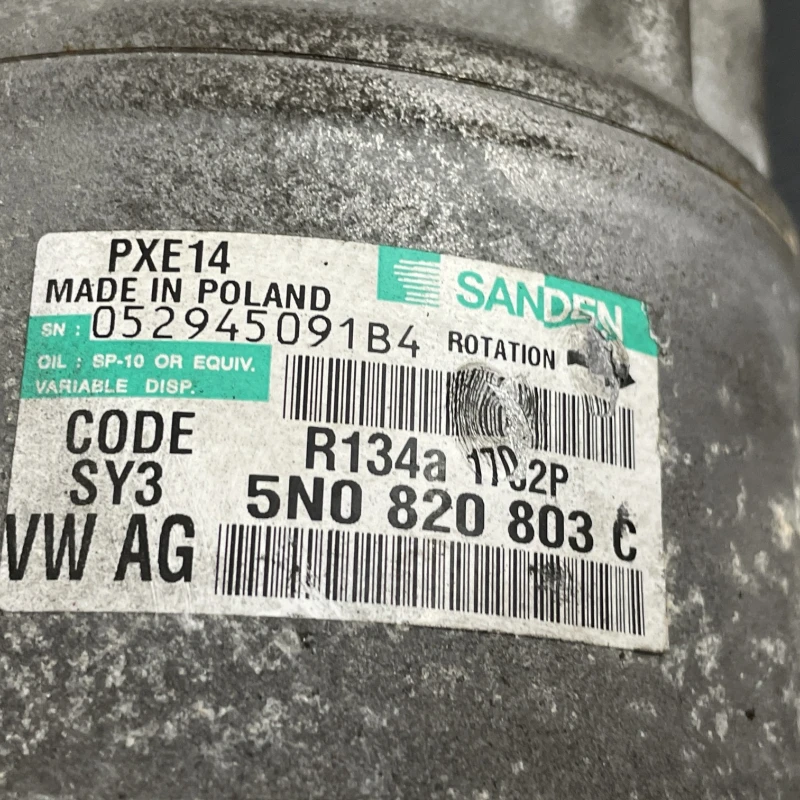 PXE14
MADE IN POLAND
SANDEN
SN : 052945091B4
ROTATION
OIL : SP-10 OR EQUIV.
VARIABLE DISP.
CODE
SY3
R134a
5N0 820 803 C
VW AG